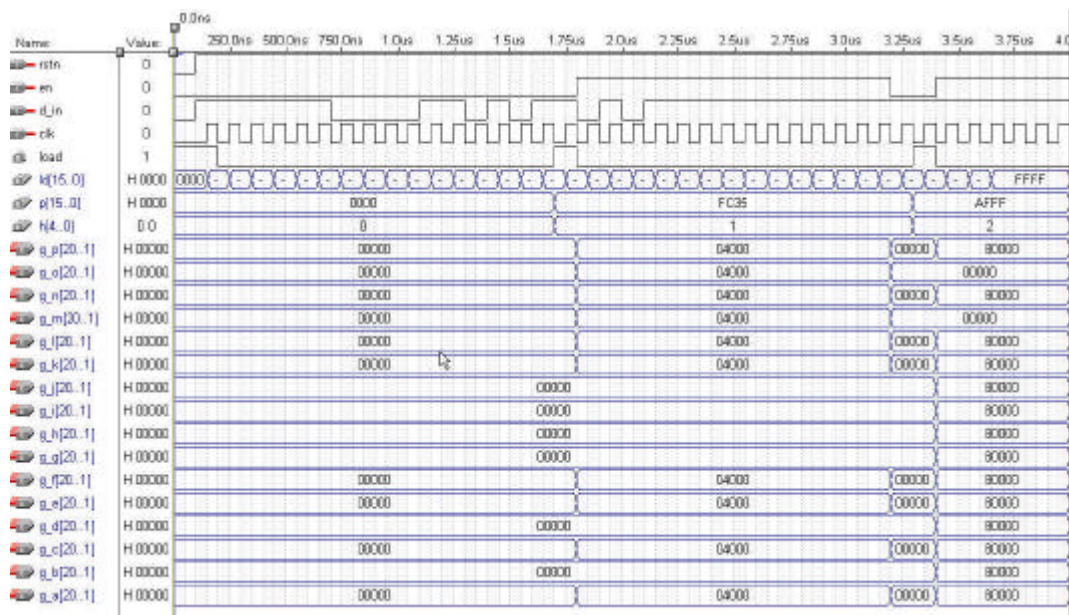 0.0ns
Name: Value: 250.0ns 500.0ns 750.0ns 1.0us 1.25us 1.5us 1.75us 2.0us 2.25us 2.5us 2.75us 3.0us 3.25us 3.5us 3.75us 4.0
rstn 0
en 0
d_in 0
clk 0
load 1
[15..0] H 0000 0000 - - - - - - - - - - - - - - - - - - - - - - - - - - - - - - - - - FFFF
p[15..0] H 0000 0000 FC35 AFFF
h[4..0] D 0 0 1 2
g_p[20..1] H 00000 00000 04000 00000 80000
g_o[20..1] H 00000 00000 04000 00000
g_n[20..1] H 00000 00000 04000 00000 80000
g_m[20..1] H 00000 00000 04000 00000
g_l[20..1] H 00000 00000 04000 00000 80000
g_k[20..1] H 00000 00000 04000 00000 80000
g_j[20..1] H 00000 00000 80000
g_i[20..1] H 00000 00000 80000
g_h[20..1] H 00000 00000 80000
g_g[20..1] H 00000 00000 80000
g_f[20..1] H 00000 00000 04000 00000 80000
g_e[20..1] H 00000 00000 04000 00000 80000
g_d[20..1] H 00000 00000 80000
g_c[20..1] H 00000 00000 04000 00000 80000
g_b[20..1] H 00000 00000 80000
g_a[20..1] H 00000 00000 04000 00000 80000